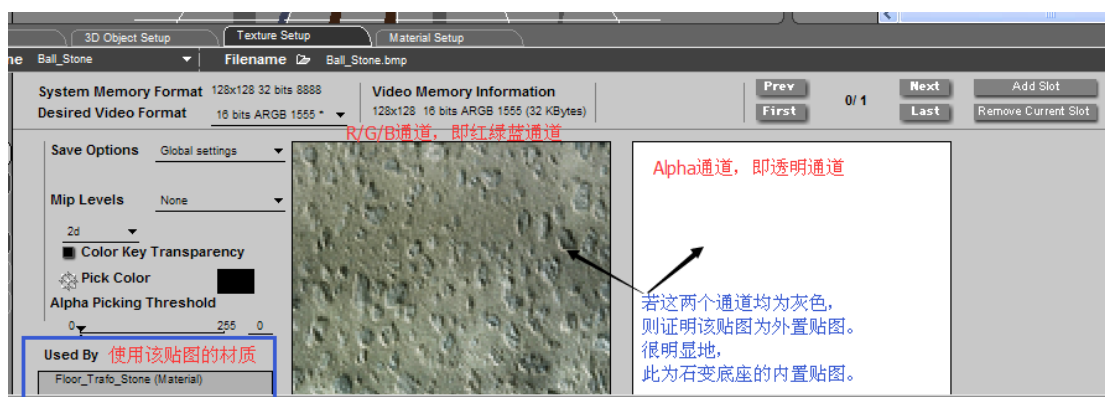 3D Object Setup Texture Setup Material Setup
Ball_Stone Filename Ball_Stone.bmp
System Memory Format 128x128 32 bits 8888 Video Memory Information Prev Next Add Slot
0/ 1
Desired Video Format 16 bits ARGB 1555 * 128x128 16 bits ARGB 1555 (32 KBytes) First Last Remove Current Slot
R/G/B通道，即红绿蓝通道
Save Options Global settings
Alpha通道，即透明通道
Mip Levels None
2d
Color Key Transparency
Pick Color
Alpha Picking Threshold
0 255 0
若这两个通道均为灰色，
则证明该贴图为外置贴图。
很明显地，
此为石变底座的内置贴图。
Used By 使用该贴图的材质
Floor_Trafo_Stone (Material)